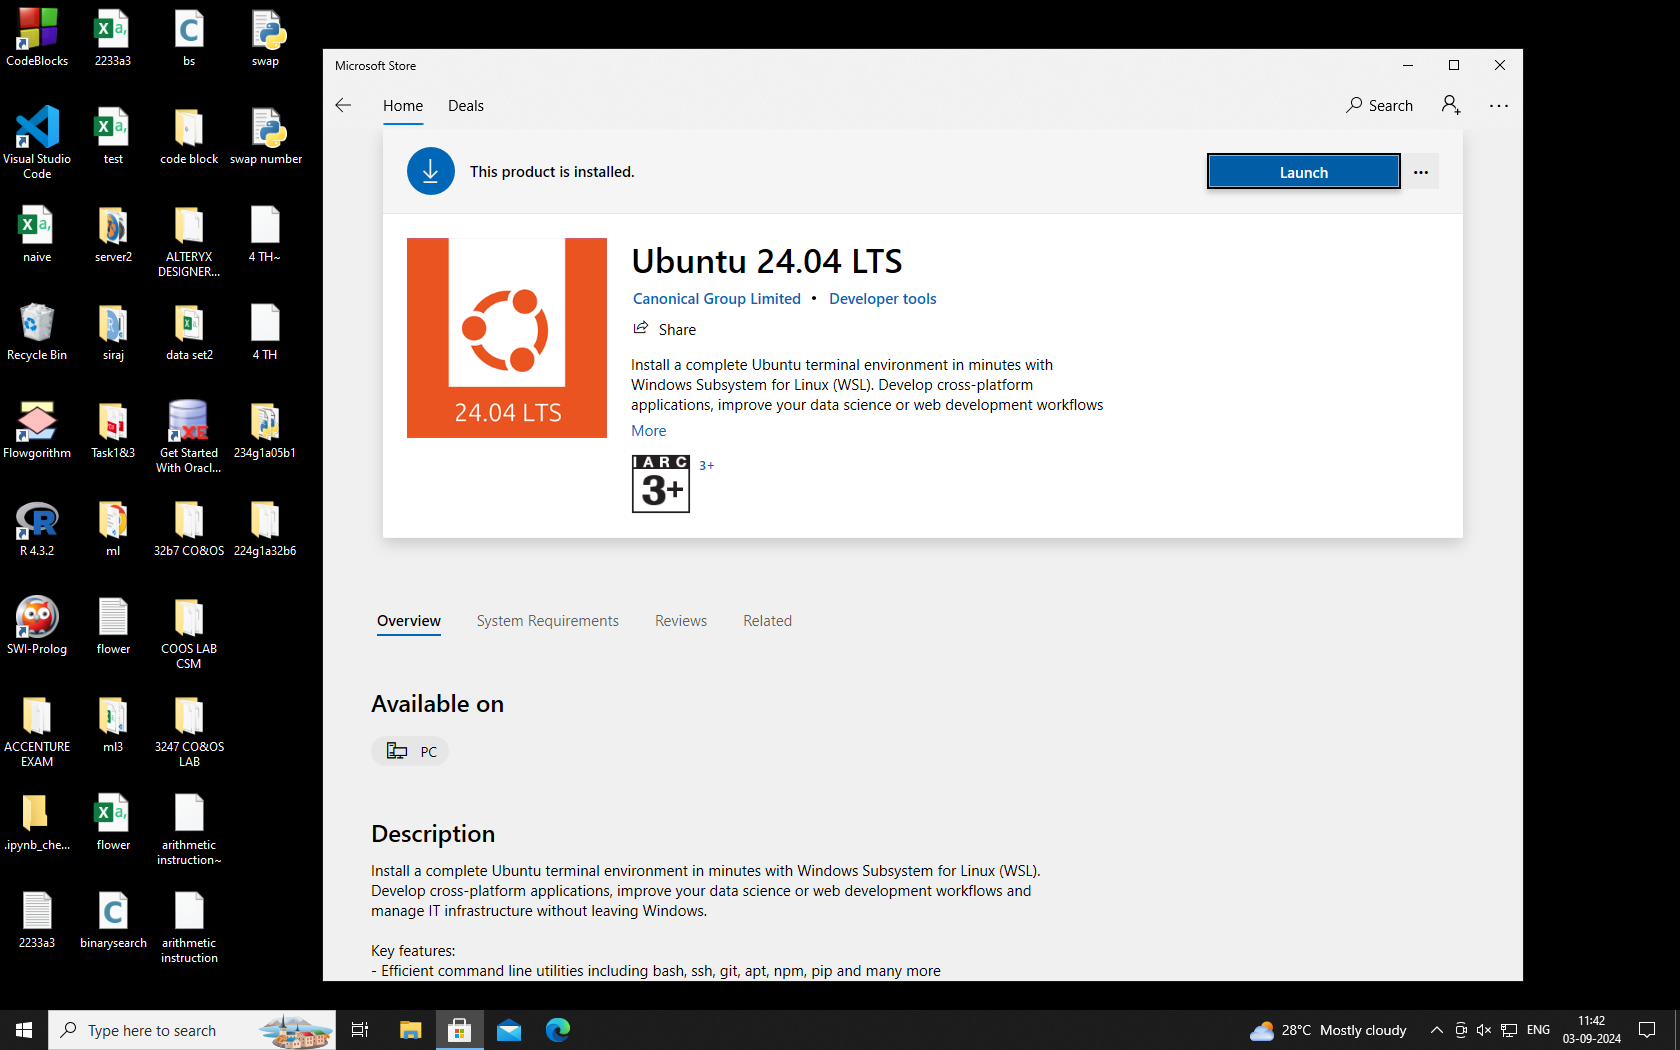 CodeBlocks
2233a3
bs
swap
Visual Studio
Code
test
code block
swap number
naive
server2
ALTERYX
DESIGNER...
4 TH~
Recycle Bin
siraj
data set2
4 TH
Flowgorithm
Task1&3
XE
Get Started
With Oracl...
234g1a05b1
R 4.3.2
ml
32b7 CO&OS
224g1a32b6
SWI-Prolog
flower
COOS LAB
CSM
ACCENTURE
EXAM
ml3
3247 CO&OS
LAB
.ipynb_che...
flower
arithmetic
instruction~
2233a3
binarysearch
arithmetic
instruction
Microsoft Store
Home
Deals
Search
This product is installed.
Launch
24.04 LTS
Ubuntu 24.04 LTS
Canonical Group Limited • Developer tools
Share
Install a complete Ubuntu terminal environment in minutes with
Windows Subsystem for Linux (WSL). Develop cross-platform
applications, improve your data science or web development workflows
More
IARC
3+
3+
Overview
System Requirements
Reviews
Related
Available on
PC
Description
Install a complete Ubuntu terminal environment in minutes with Windows Subsystem for Linux (WSL).
Develop cross-platform applications, improve your data science or web development workflows and
manage IT infrastructure without leaving Windows.
Key features:
- Efficient command line utilities including bash, ssh, git, apt, npm, pip and many more
Type here to search
28°C Mostly cloudy
ENG
11:42
03-09-2024